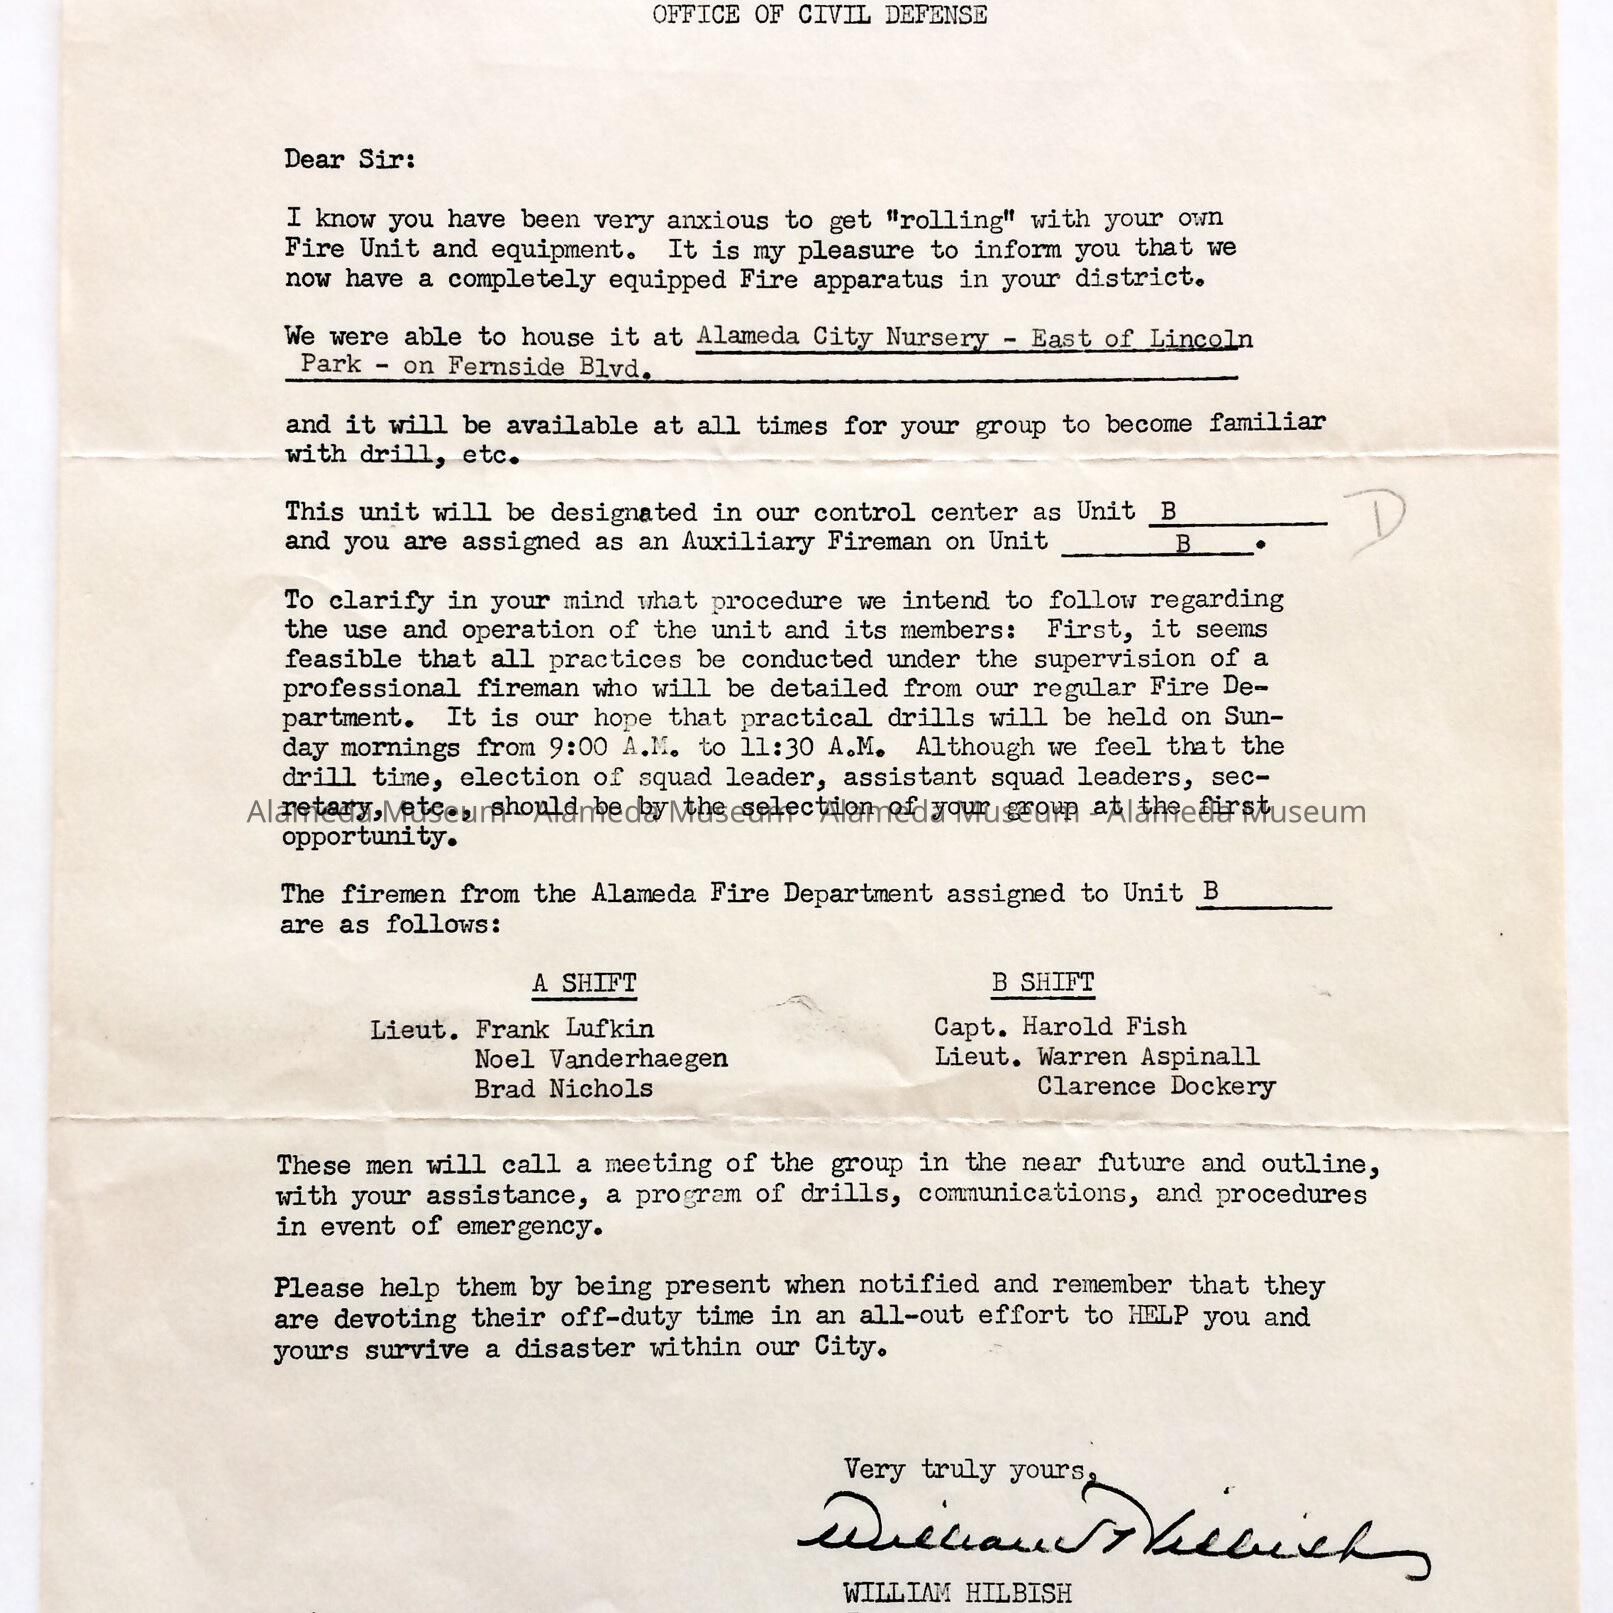 OFFICE OF CIVIL DEFENSE
Dear Sir:
I know you have been very anxious to get "rolling" with your own
Fire Unit and equipment. It is my pleasure to inform you that we
now have a completely equipped Fire apparatus in your district.
We were able to house it at Alameda City Nursery - East of Lincoln
Park - on Fernside Blvd.
and it will be available at all times for your group to become familiar
with drill, etc.
This unit will be designated in our control center as Unit B
D
and you are assigned as an Auxiliary Fireman on Unit B .
To clarify in your mind what procedure we intend to follow regarding
the use and operation of the unit and its members: First, it seems
feasible that all practices be conducted under the supervision of a
professional fireman who will be detailed from our regular Fire De-
partment. It is our hope that practical drills will be held on Sun-
day mornings from 9:00 A.M. to 11:30 A.M. Although we feel that the
drill time, election of squad leader, assistant squad leaders, sec-
retary, etc., should be by the selection of your group at the first
Alameda Museum - Alameda Museum - Alameda Museum - Alameda Museum
opportunity.
The firemen from the Alameda Fire Department assigned to Unit B
are as follows:
A SHIFT
Lieut. Frank Lufkin
Noel Vanderhaegen
Brad Nichols
B SHIFT
Capt. Harold Fish
Lieut. Warren Aspinall
Clarence Dockery
These men will call a meeting of the group in the near future and outline,
with your assistance, a program of drills, communications, and procedures
in event of emergency.
Please help them by being present when notified and remember that they
are devoting their off-duty time in an all-out effort to HELP you and
yours survive a disaster within our City.
Very truly yours,
William Hilbish
WILLIAM HILBISH